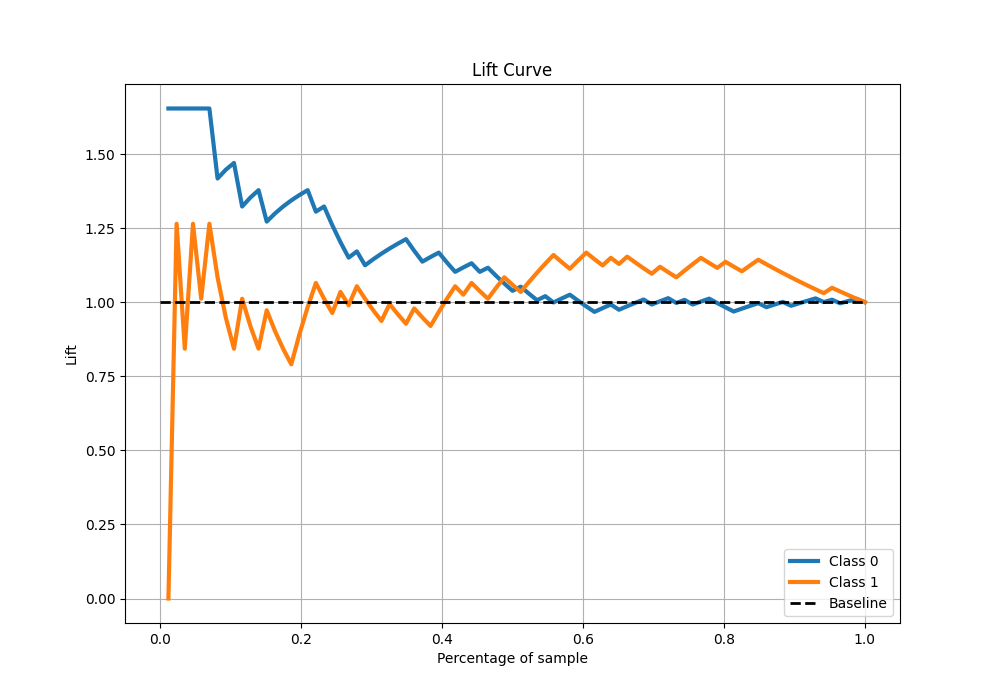 Lift Curve
Lift
1.50
1.25
1.00
0.75
0.50
0.25
0.00
0.0 0.2 0.4 0.6 0.8 1.0
Percentage of sample
Class 0
Class 1
Baseline